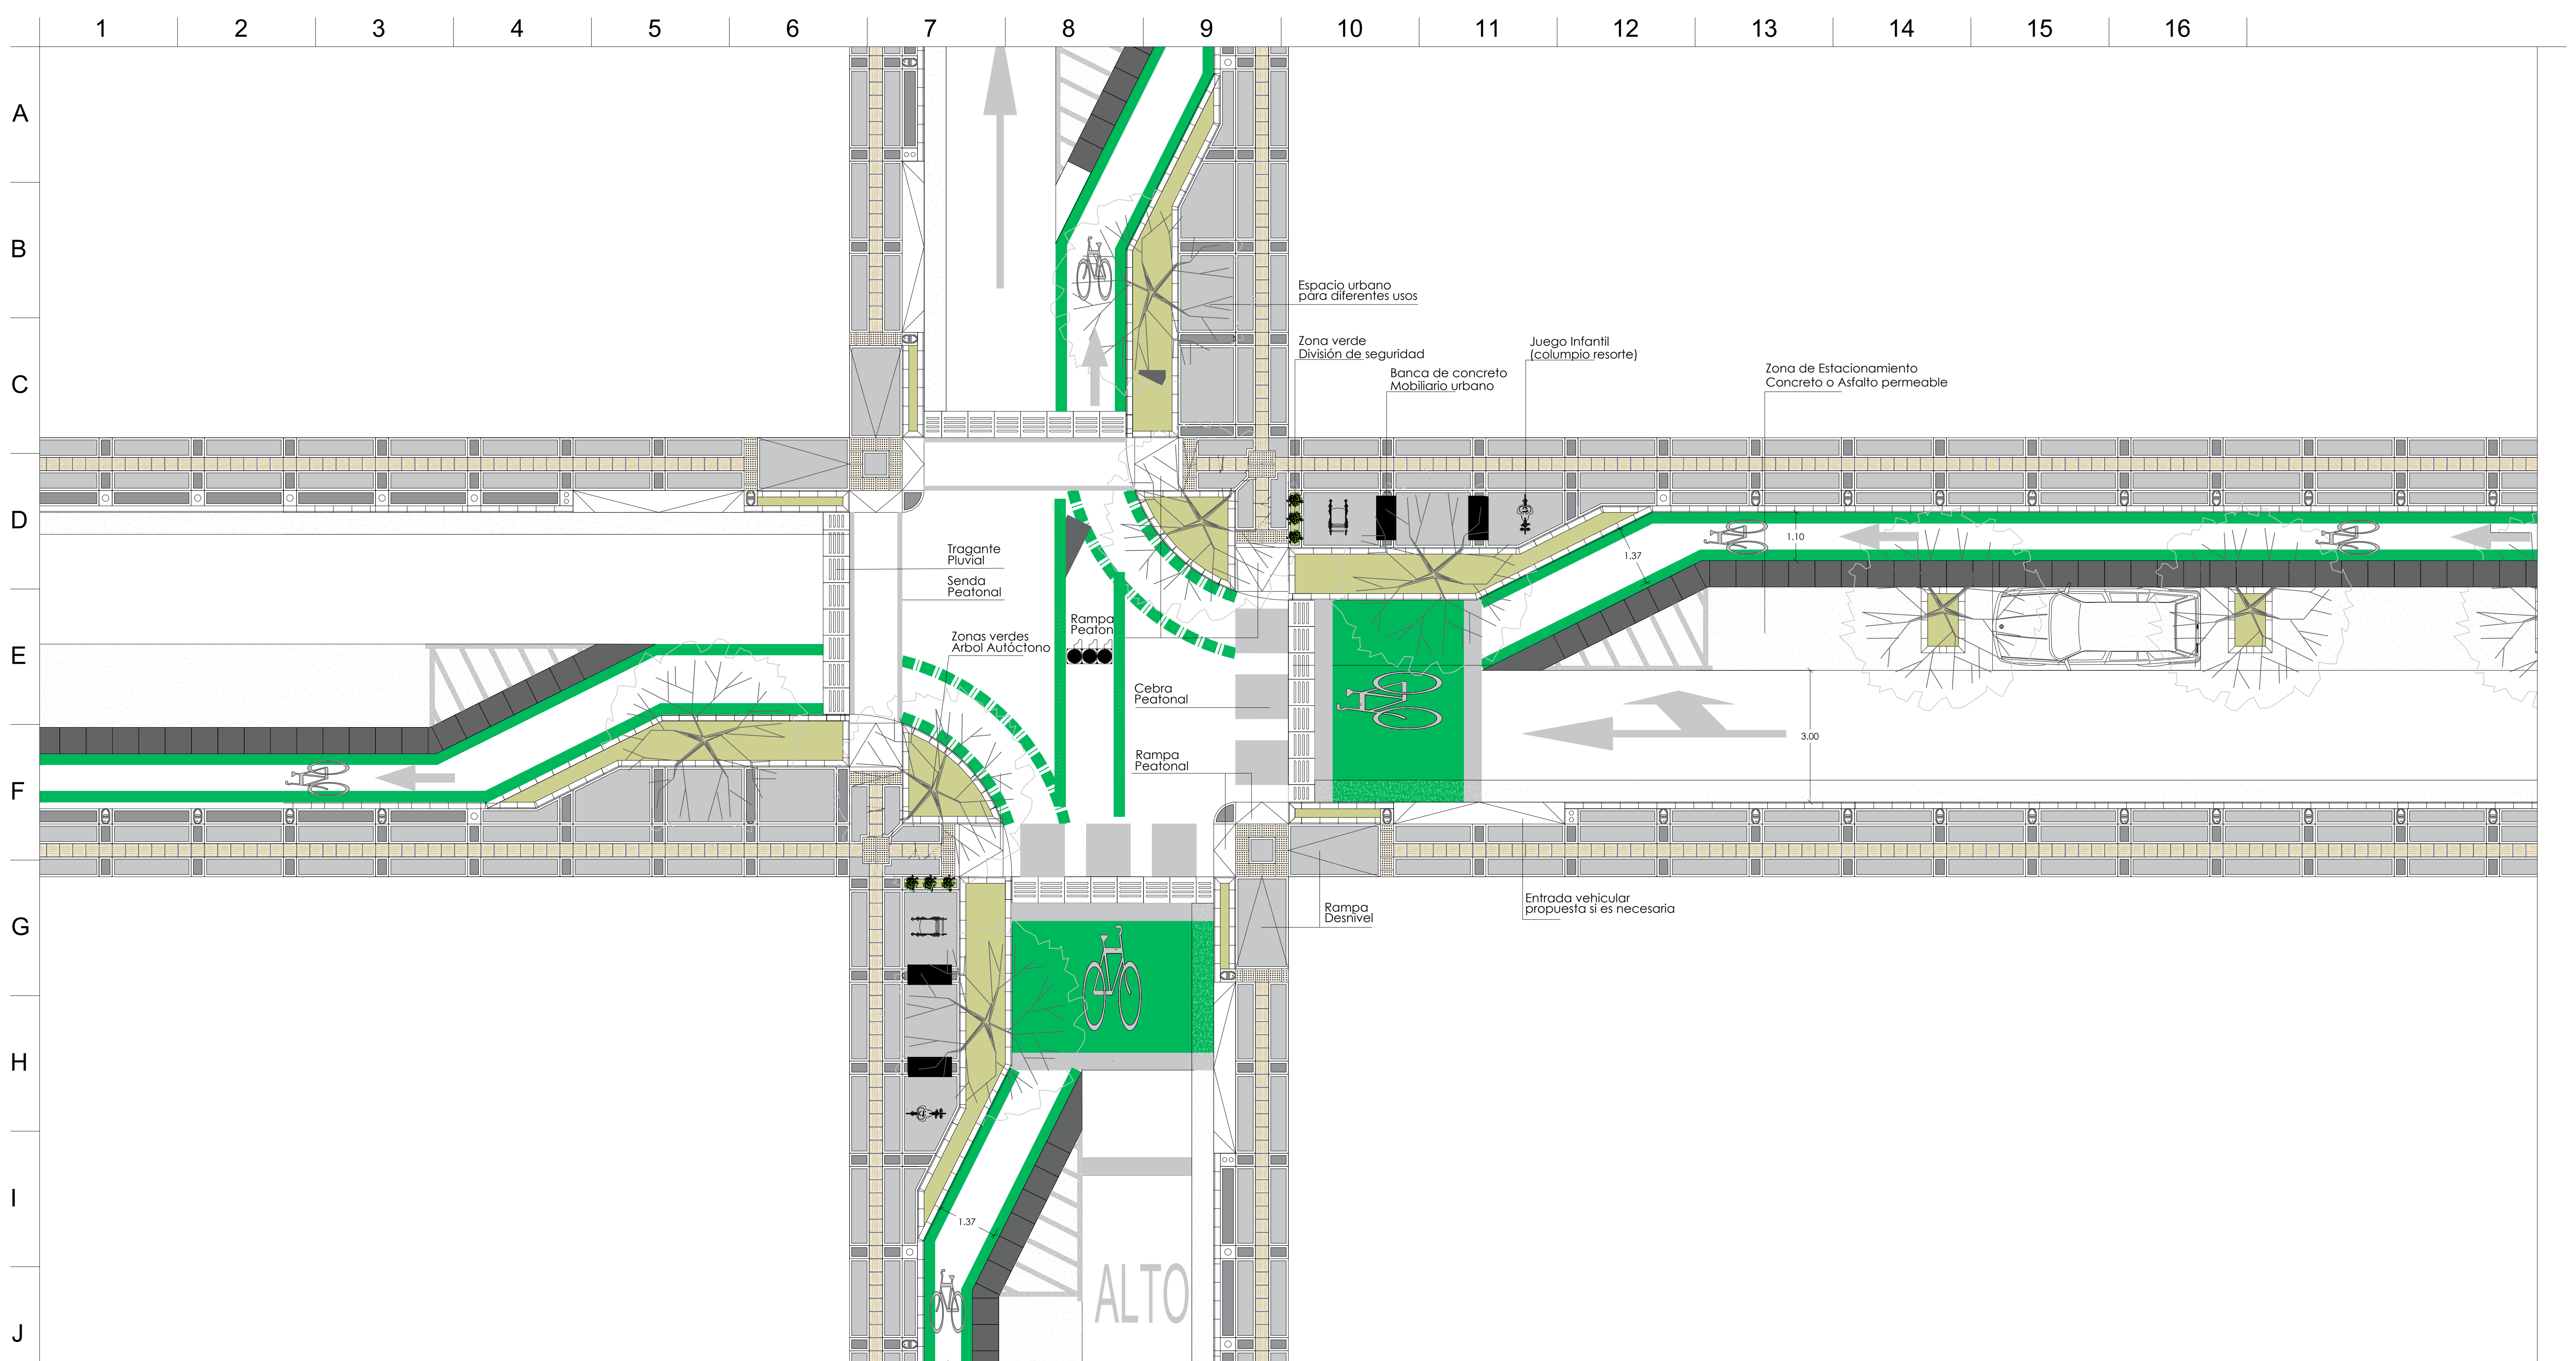 1 2 3 4 5 6 7 8 9 10 11 12 13 14 15 16
A
B
C
D
E
F
G
H
I
J
Espacio urbano
para diferentes usos
Zona verde
División de seguridad
Banca de concreto
Mobiliario urbano
Juego Infantil
(columpio resorte)
Zona de Estacionamiento
Concreto o Asfalto permeable
1.10
1.37
Tragante
Pluvial
Senda
Peatonal
Rampa
Peaton
Zonas verdes
Arbol Autóctono
Cebra
Peatonal
3.00
Rampa
Peatonal
Rampa
Desnivel
Entrada vehicular
propuesta si es necesaria
1.37
ALTO